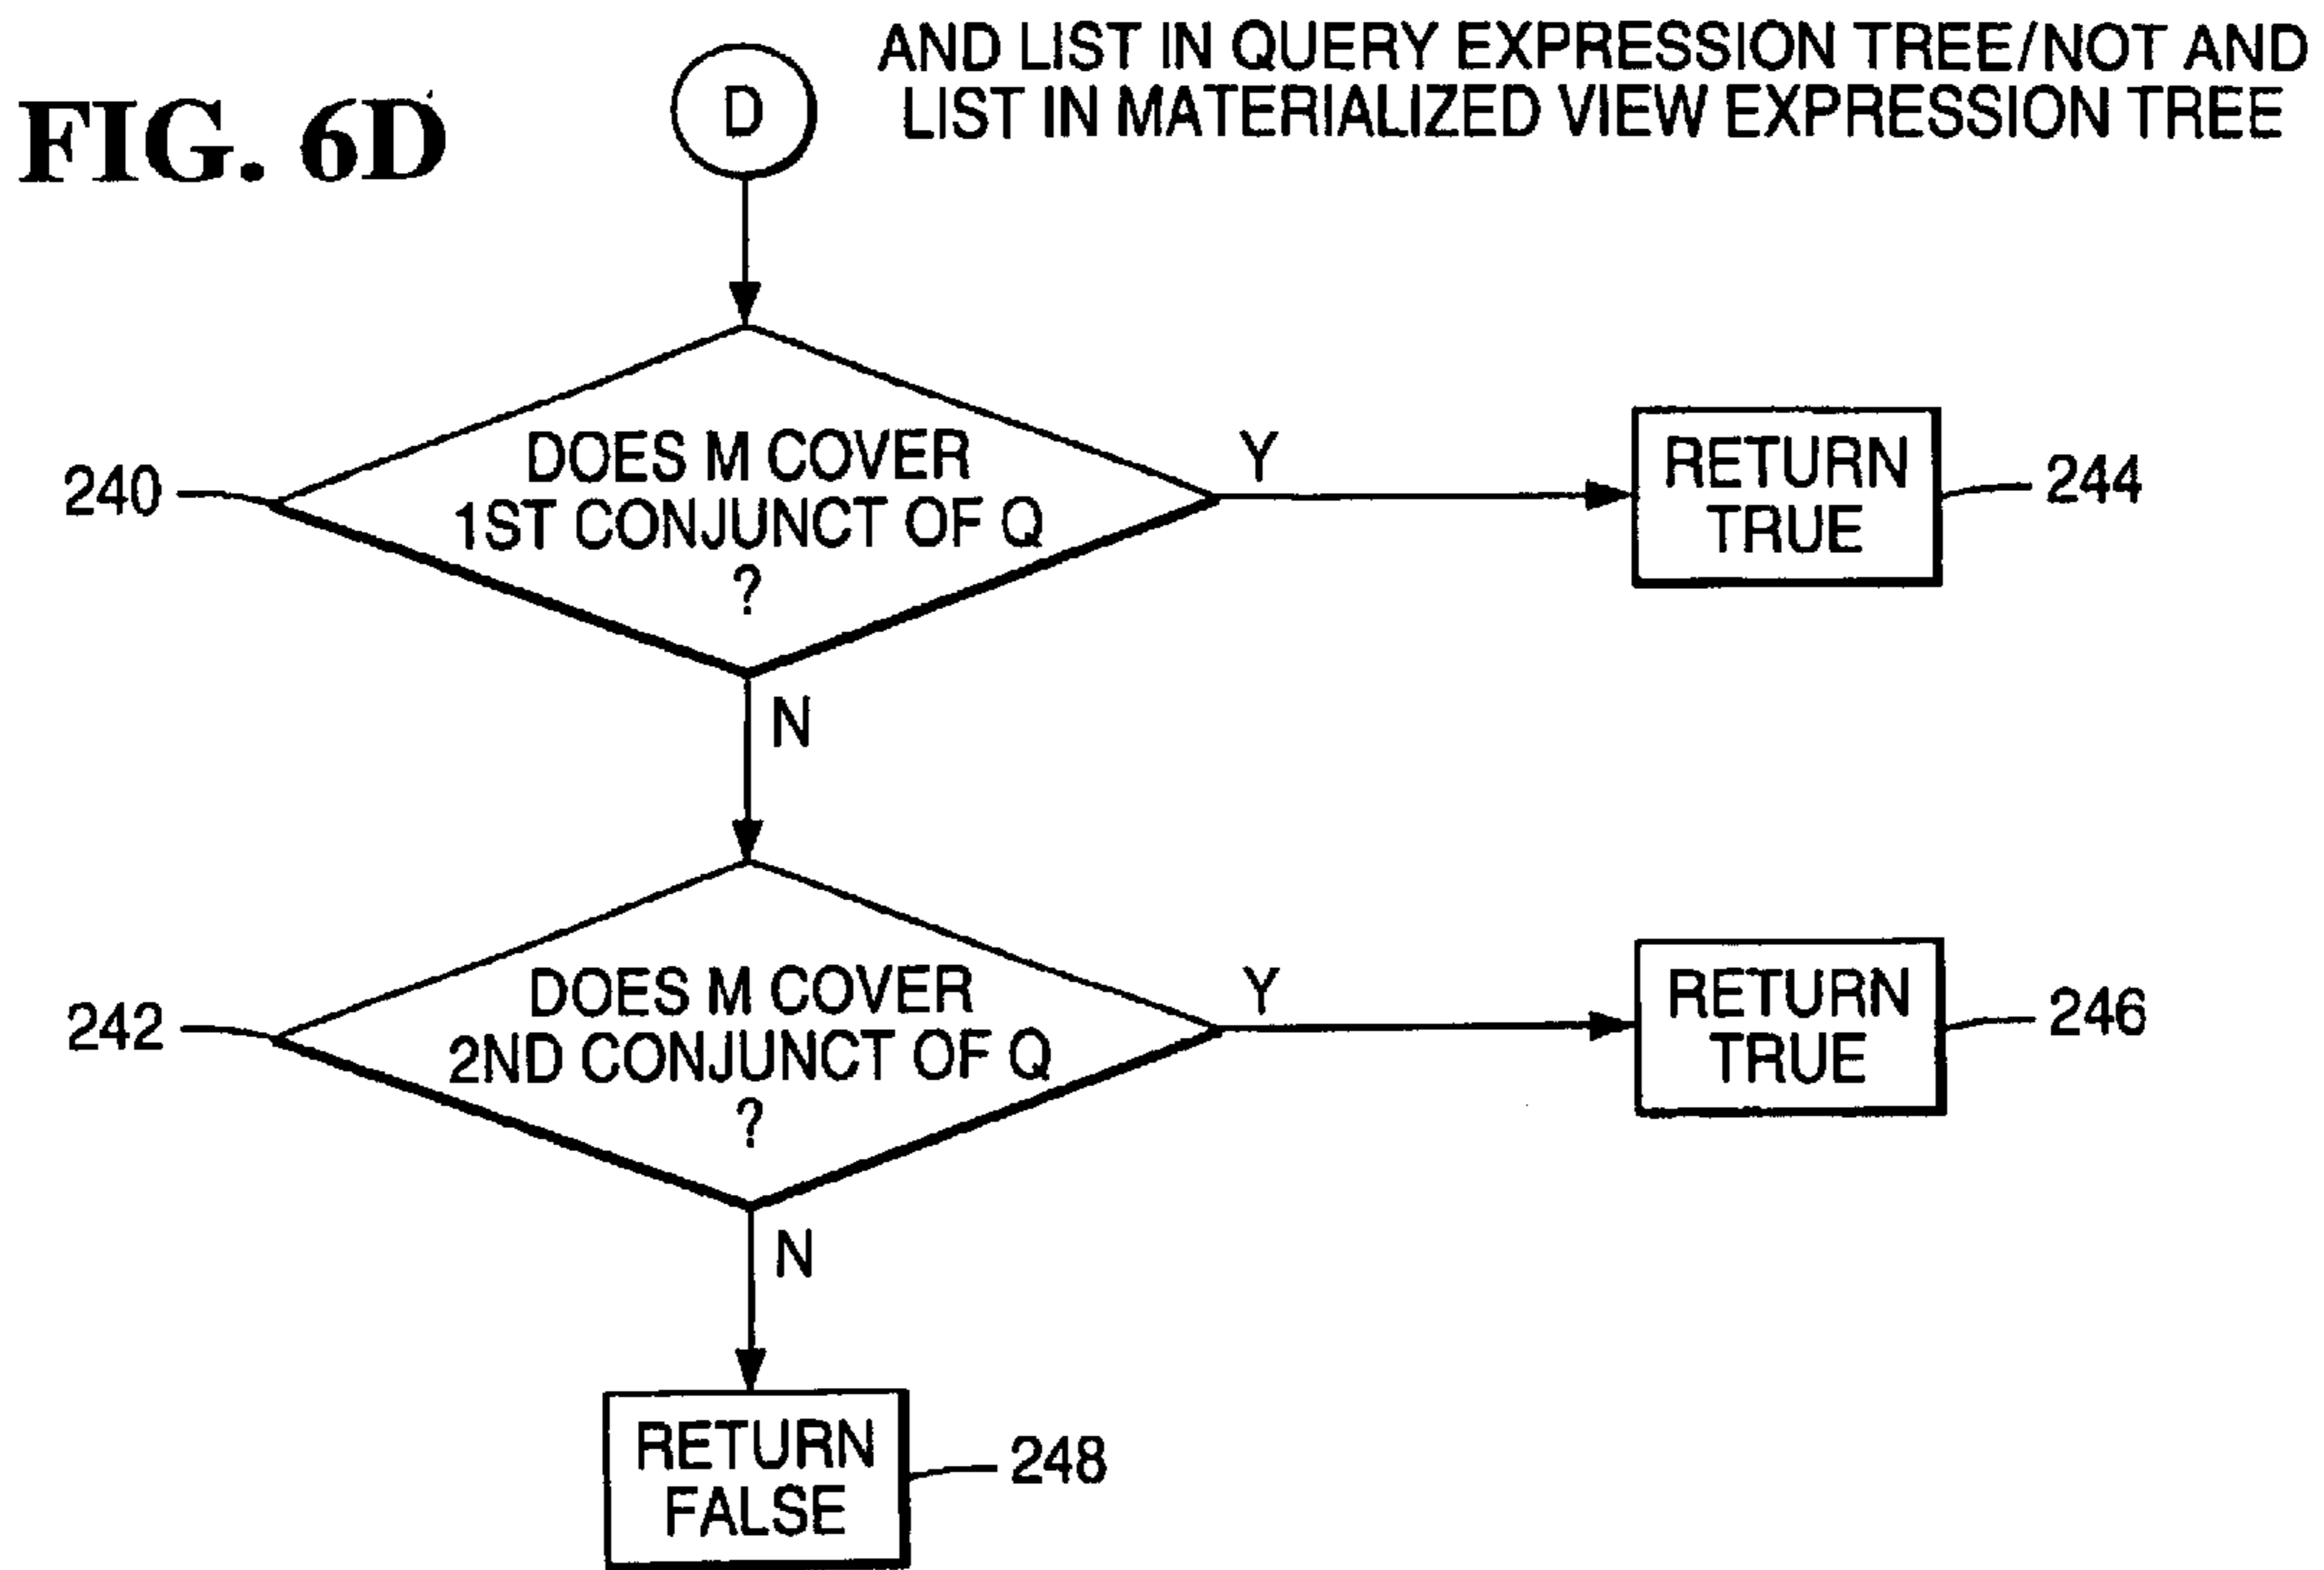 FIG. 6D
D
AND LIST IN QUERY EXPRESSION TREE/NOT AND
LIST IN MATERIALIZED VIEW EXPRESSION TREE
240
DOES M COVER
1ST CONJUNCT OF Q
?
Y
RETURN
TRUE
244
N
242
DOES M COVER
2ND CONJUNCT OF Q
?
Y
RETURN
TRUE
246
N
RETURN
FALSE
248